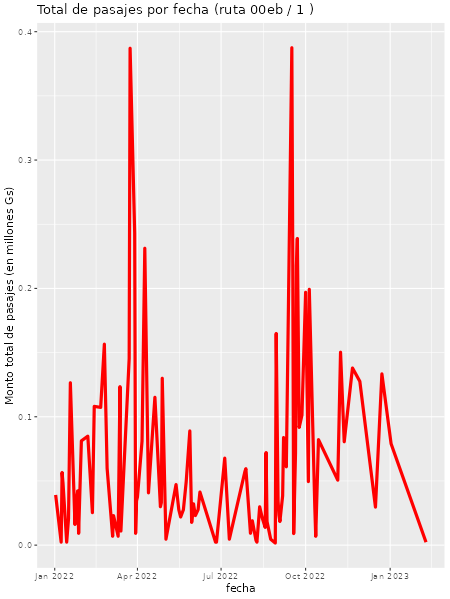 Total de pasajes por fecha (ruta 00eb / 1 )
Monto total de pasajes (en millones Gs)
0.4
0.3
0.2
0.1
0.0
Jan 2022 Apr 2022 Jul 2022 Oct 2022 Jan 2023
fecha